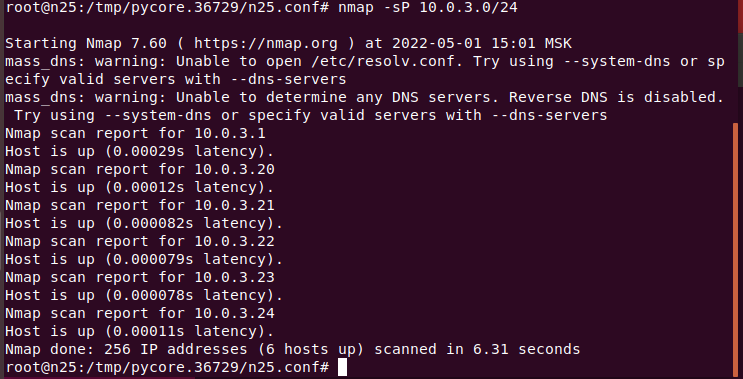 root@n25:/tmp/pycore.36729/n25.conf# nmap -sP 10.0.3.0/24
Starting Nmap 7.60 ( https://nmap.org ) at 2022-05-01 15:01 MSK
mass_dns: warning: Unable to open /etc/resolv.conf. Try using --system-dns or sp
ecify valid servers with --dns-servers
mass_dns: warning: Unable to determine any DNS servers. Reverse DNS is disabled.
 Try using --system-dns or specify valid servers with --dns-servers
Nmap scan report for 10.0.3.1
Host is up (0.00029s latency).
Nmap scan report for 10.0.3.20
Host is up (0.00012s latency).
Nmap scan report for 10.0.3.21
Host is up (0.000082s latency).
Nmap scan report for 10.0.3.22
Host is up (0.000079s latency).
Nmap scan report for 10.0.3.23
Host is up (0.000078s latency).
Nmap scan report for 10.0.3.24
Host is up (0.00011s latency).
Nmap done: 256 IP addresses (6 hosts up) scanned in 6.31 seconds
root@n25:/tmp/pycore.36729/n25.conf#